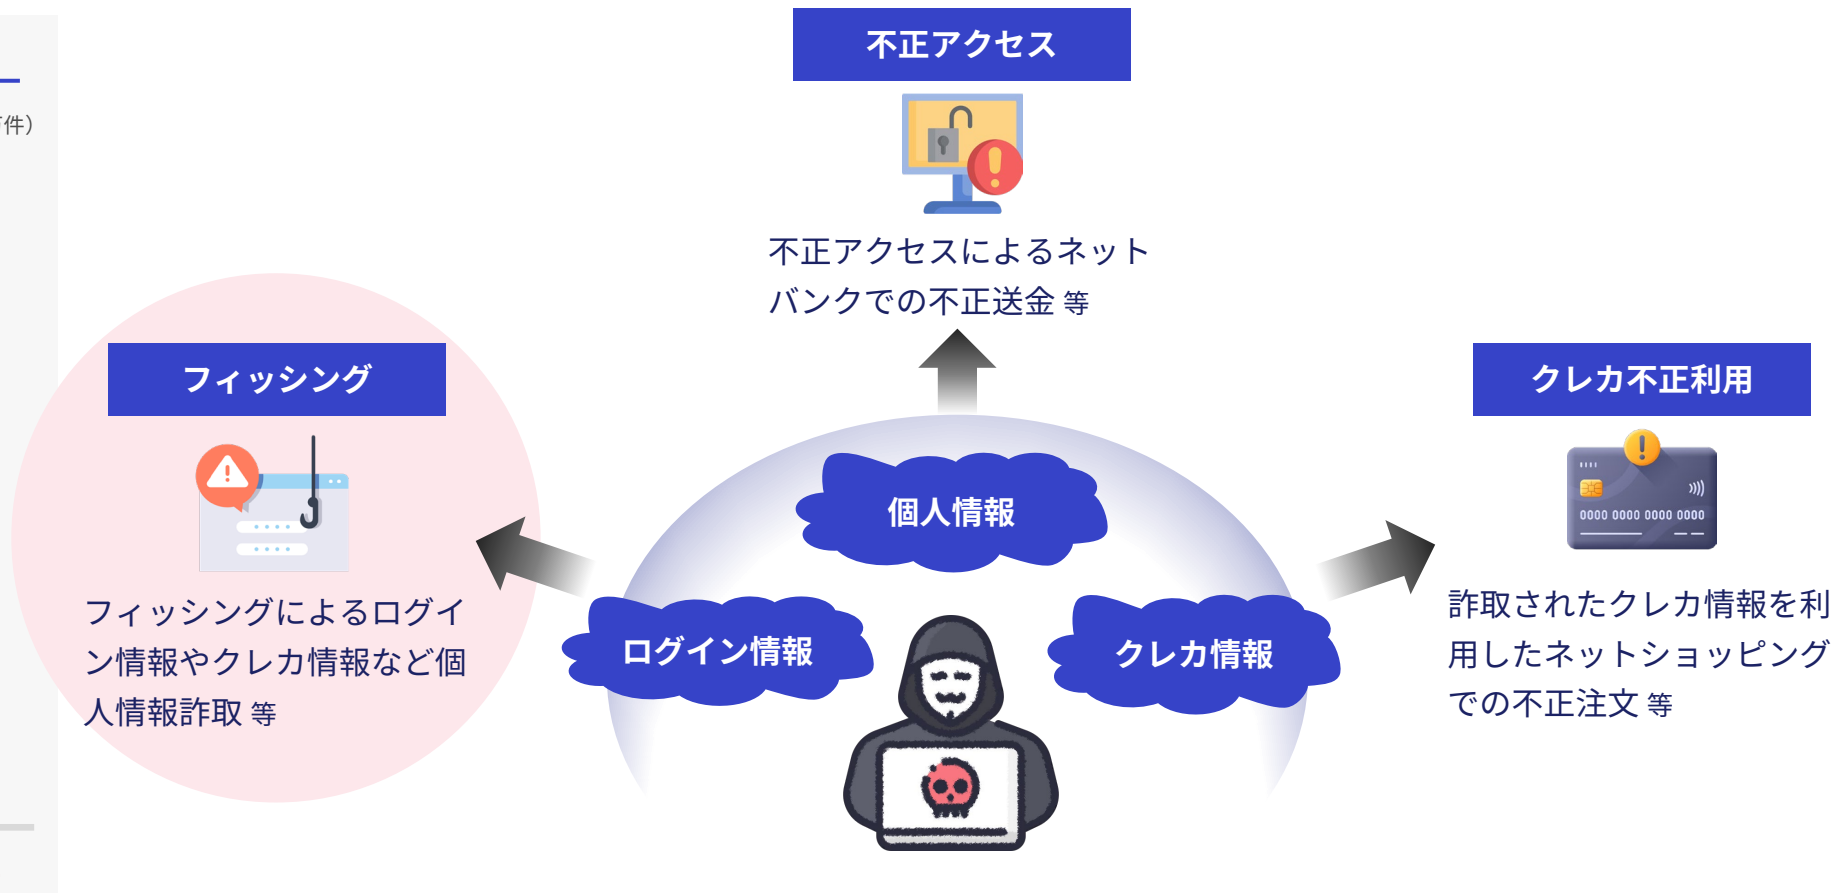 件）
不正アクセス
不正アクセスによるネット
バンクでの不正送金 等
フィッシング
フィッシングによるログイ
ン情報やクレカ情報など個
人情報詐取 等
個人情報
ログイン情報
クレカ情報
クレカ不正利用
0000 0000 0000 0000
詐取されたクレカ情報を利
用したネットショッピング
での不正注文 等